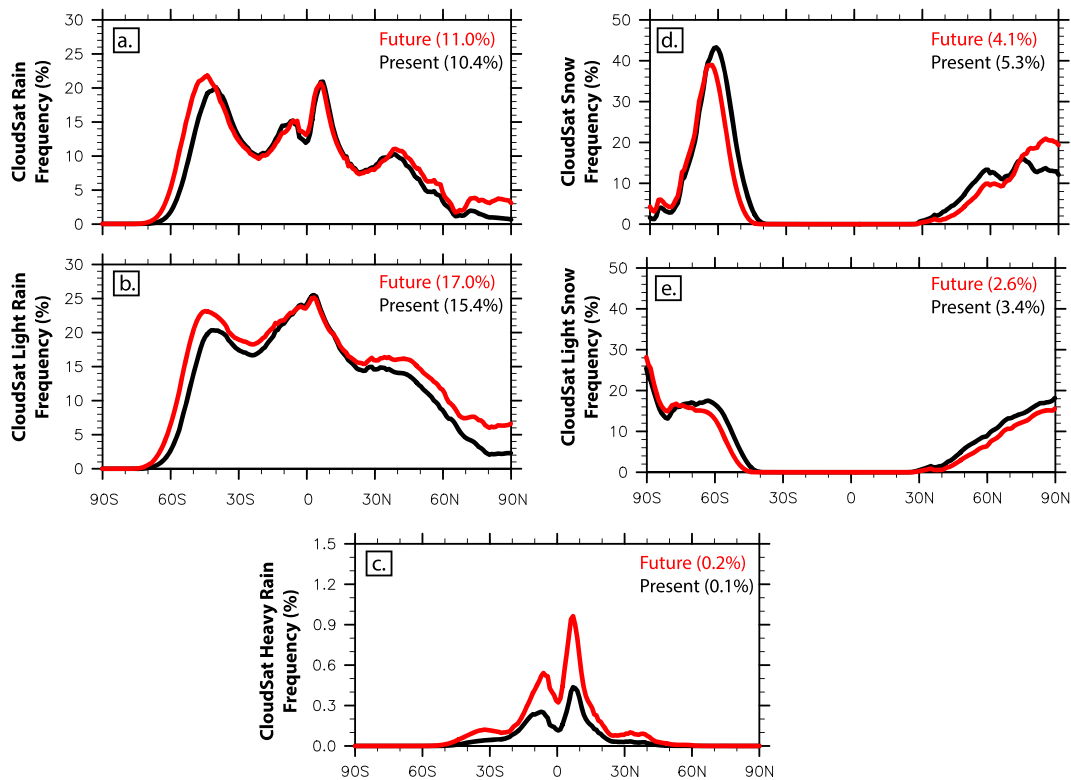 a.
Future (11.0%)
Present (10.4%)
CloudSat Rain
Frequency (%)
30
25
20
15
10
5
0
d.
Future (4.1%)
Present (5.3%)
CloudSat Snow
Frequency (%)
50
40
30
20
10
0
b.
Future (17.0%)
Present (15.4%)
CloudSat Light Rain
Frequency (%)
30
25
20
15
10
5
0
90S 60S 30S 0 30N 60N 90N
e.
Future (2.6%)
Present (3.4%)
CloudSat Light Snow
Frequency (%)
50
40
30
20
10
0
90S 60S 30S 0 30N 60N 90N
c.
Future (0.2%)
Present (0.1%)
CloudSat Heavy Rain
Frequency (%)
1.5
1.2
0.9
0.6
0.3
0.0
90S 60S 30S 0 30N 60N 90N